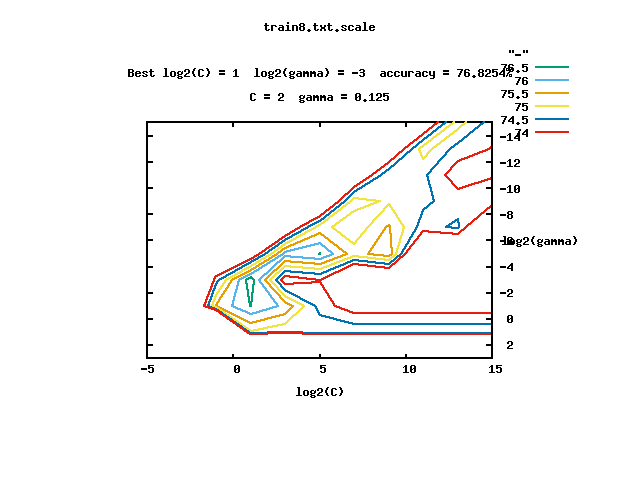 train8.txt.scale
"-"
76.5
Best log2(C) = 1 log2(gamma) = -3 accuracy = 76.8254%
76
C = 2 gamma = 0.125
75.5
75
74.5
74
-14
-12
-10
-8
-6
log2(gamma)
-4
-2
0
2
-5 0 5 10 15
log2(C)